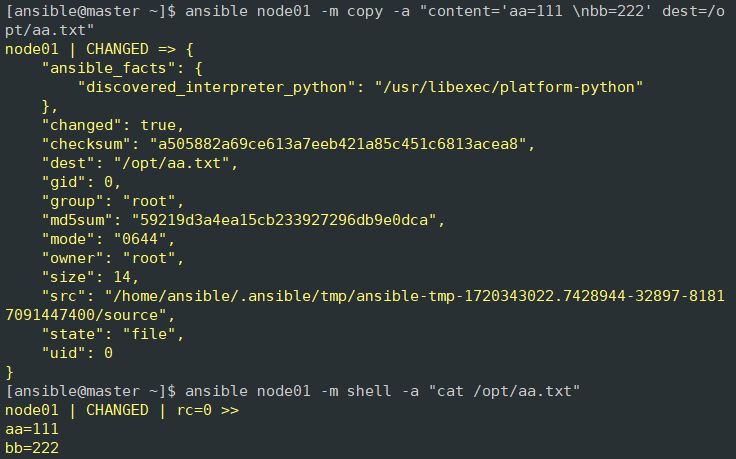 [ansible@master ~]$ ansible node01 -m copy -a "content='aa=111 \nbb=222' dest=/o
pt/aa.txt"
node01 | CHANGED => {
    "ansible_facts": {
        "discovered_interpreter_python": "/usr/libexec/platform-python"
    },
    "changed": true,
    "checksum": "a505882a69ce613a7eeb421a85c451c6813acea8",
    "dest": "/opt/aa.txt",
    "gid": 0,
    "group": "root",
    "md5sum": "59219d3a4ea15cb233927296db9e0dca",
    "mode": "0644",
    "owner": "root",
    "size": 14,
    "src": "/home/ansible/.ansible/tmp/ansible-tmp-1720343022.7428944-32897-8181
7091447400/source",
    "state": "file",
    "uid": 0
}
[ansible@master ~]$ ansible node01 -m shell -a "cat /opt/aa.txt"
node01 | CHANGED | rc=0 >>
aa=111
bb=222